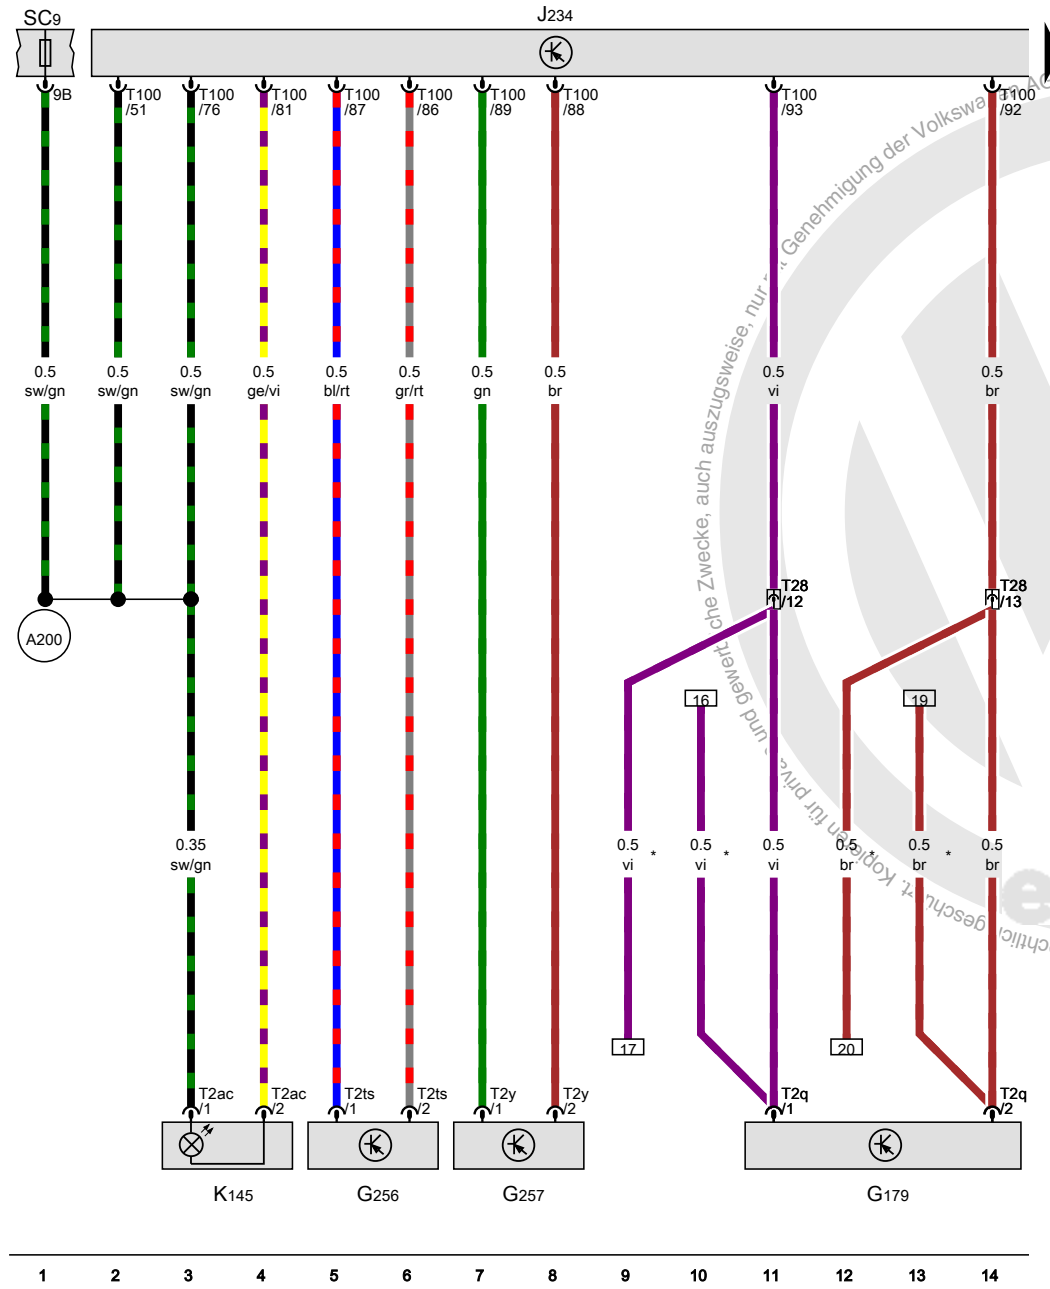 SC9
J234
9B
T100
/51
T100
/76
T100
/81
T100
/87
T100
/86
T100
/89
T100
/88
T100
/93
T100
/92
0.5
sw/gn
0.5
sw/gn
0.5
sw/gn
0.5
ge/vi
0.5
bl/rt
0.5
gr/rt
0.5
gn
0.5
br
0.5
vi
0.5
br
A200
T28
/12
T28
/13
16
19
0.35
sw/gn
0.5
vi
*
0.5
vi
*
0.5
vi
0.5
br
*
0.5
br
*
0.5
br
17
20
T2ac
/1
T2ac
/2
T2ts
/1
T2ts
/2
T2y
/1
T2y
/2
T2q
/1
T2q
/2
K145
G256
G257
G179
1 2 3 4 5 6 7 8 9 10 11 12 13 14
Zwecke, auch auszugsweise, nur
Genehmigung der Volkswagen AG
und
Kopieren für